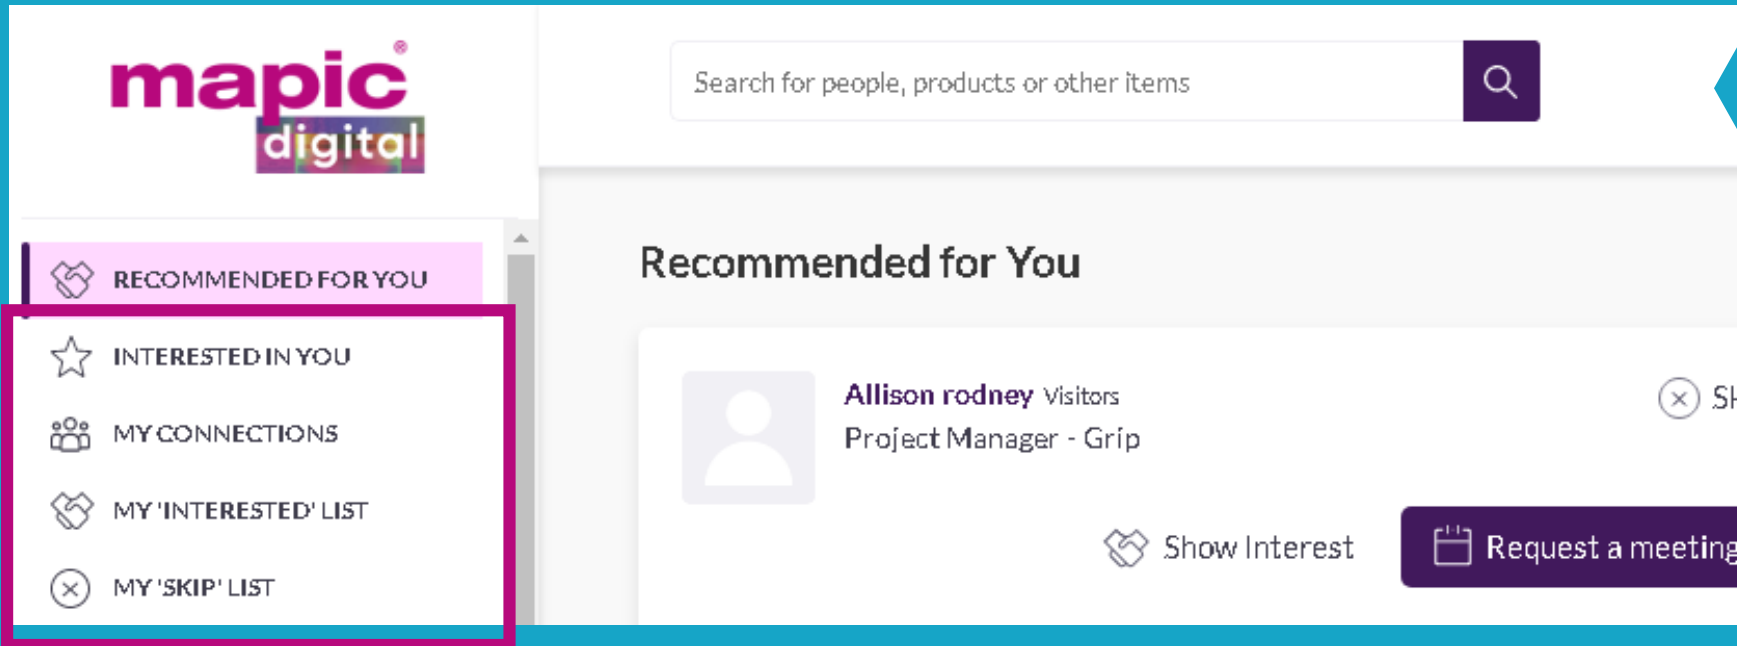 mapic®
digital
Search for people, products or other items
RECOMMENDED FOR YOU
INTERESTED IN YOU
MY CONNECTIONS
MY 'INTERESTED' LIST
MY 'SKIP' LIST
Recommended for You
Allison rodney Visitors
Project Manager - Grip
Show Interest
Request a meeting